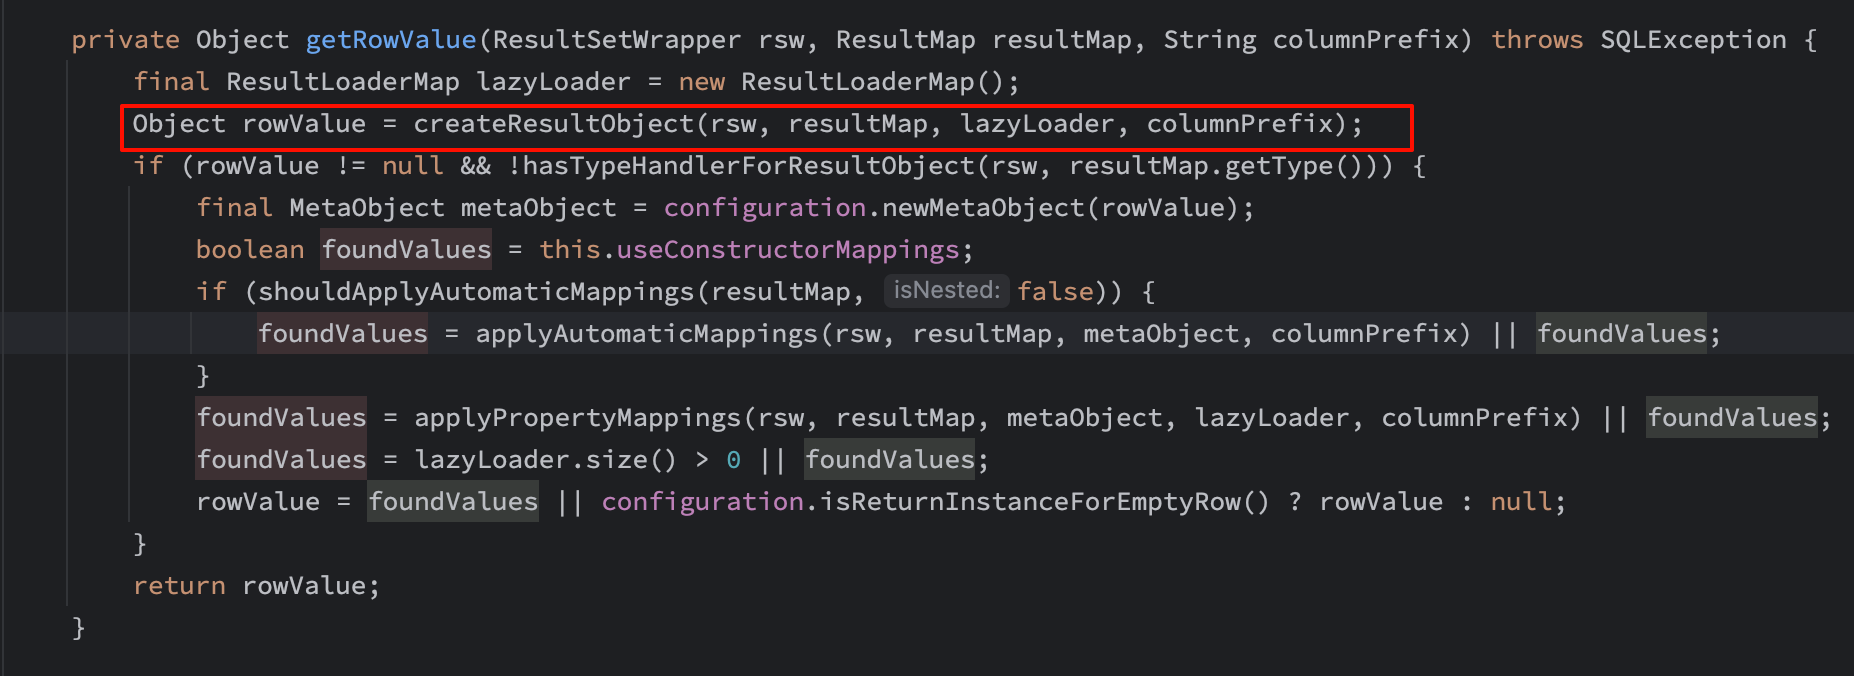 private Object getRowValue(ResultSetWrapper rsw, ResultMap resultMap, String columnPrefix) throws SQLException {
final ResultLoaderMap lazyLoader = new ResultLoaderMap();
Object rowValue = createResultObject(rsw, resultMap, lazyLoader, columnPrefix);
if (rowValue != null && !hasTypeHandlerForResultObject(rsw, resultMap.getType())) {
final MetaObject metaObject = configuration.newMetaObject(rowValue);
boolean foundValues = this.useConstructorMappings;
if (shouldApplyAutomaticMappings(resultMap, isNested: false)) {
foundValues = applyAutomaticMappings(rsw, resultMap, metaObject, columnPrefix) || foundValues;
}
foundValues = applyPropertyMappings(rsw, resultMap, metaObject, lazyLoader, columnPrefix) || foundValues;
foundValues = lazyLoader.size() > 0 || foundValues;
rowValue = foundValues || configuration.isReturnInstanceForEmptyRow() ? rowValue : null;
}
return rowValue;
}